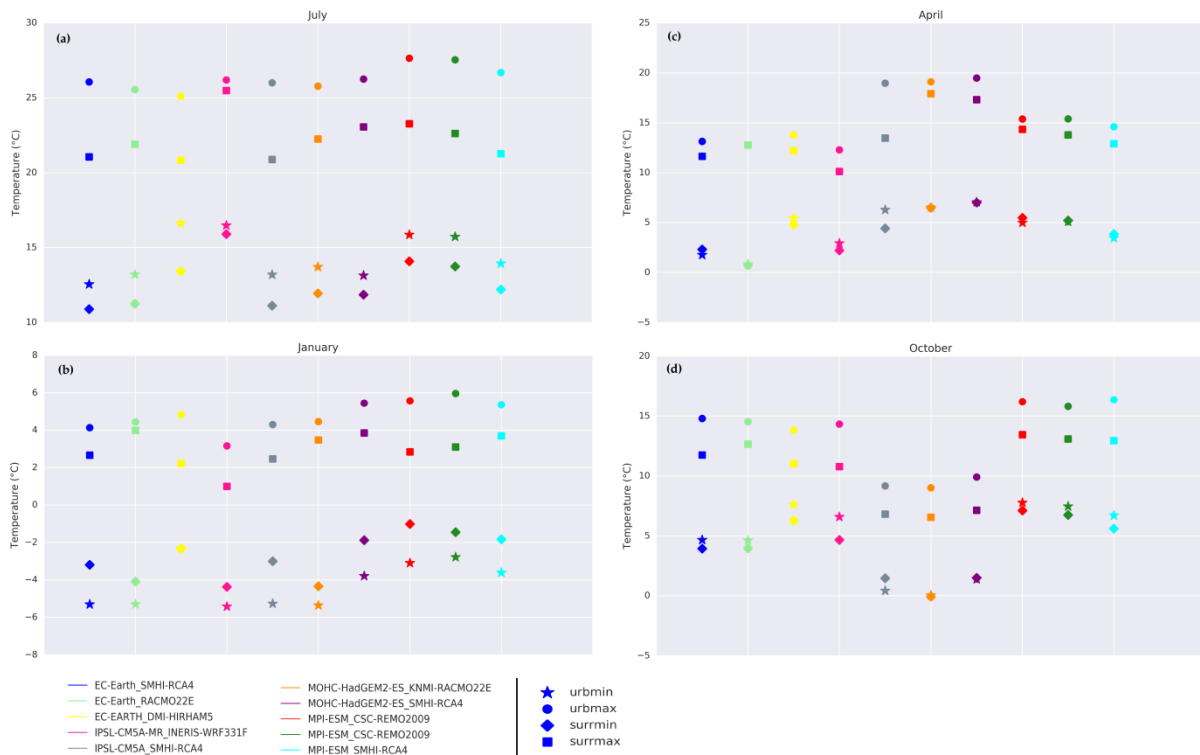 July
(a)
Temperature (°C)
30
25
20
15
10
April
(c)
Temperature (°C)
25
20
15
10
5
0
−5
January
(b)
Temperature (°C)
8
6
4
2
0
−2
−4
−6
−8
October
(d)
Temperature (°C)
20
15
10
5
0
−5
EC-Earth_SMHI-RCA4
EC-Earth_RACMO22E
EC-EARTH_DMI-HIRHAM5
IPSL-CM5A-MR_INERIS-WRF331F
IPSL-CM5A_SMHI-RCA4
MOHC-HadGEM2-ES_KNMI-RACMO22E
MOHC-HadGEM2-ES_SMHI-RCA4
MPI-ESM_CSC-REMO2009
MPI-ESM_CSC-REMO2009
MPI-ESM_SMHI-RCA4
urbmin
urbmax
surrmin
surrmax